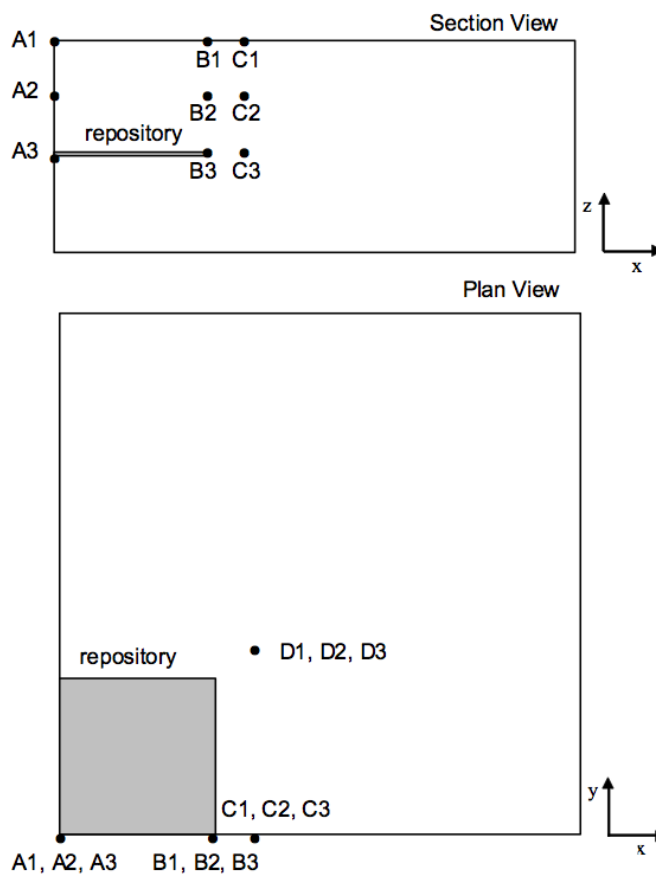 Section View
A1
B1 C1
A2
B2 C2
repository
A3
B3 C3
z
x
Plan View
D1, D2, D3
repository
C1, C2, C3
y
x
A1, A2, A3 B1, B2, B3